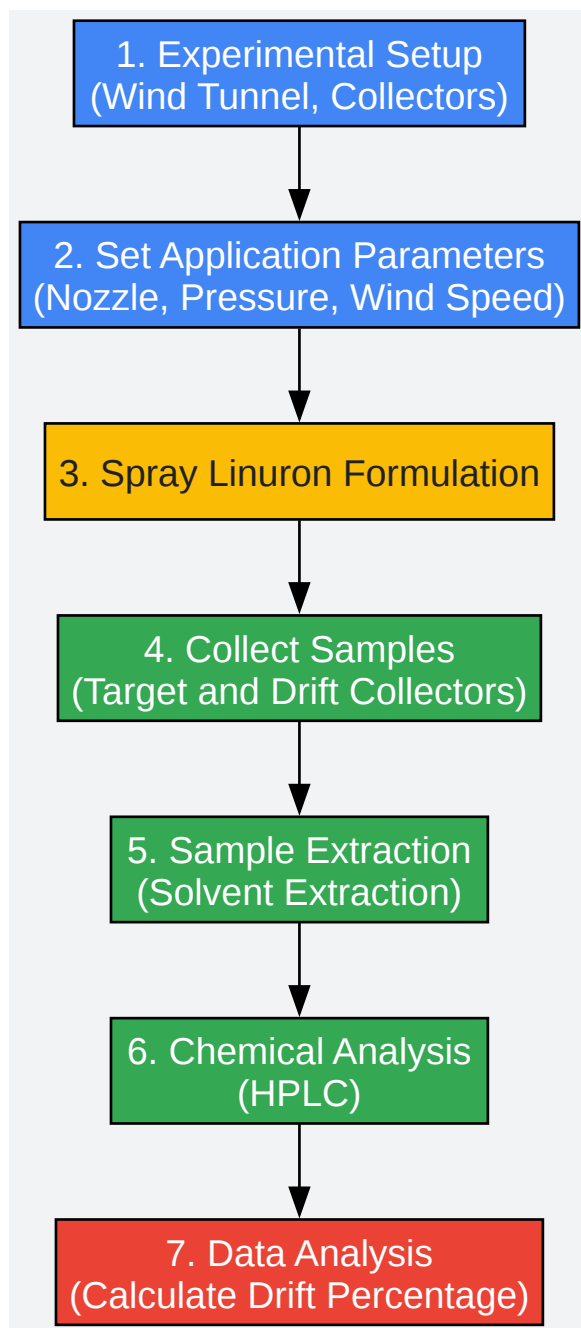 1. Experimental Setup
(Wind Tunnel, Collectors)
2. Set Application Parameters
(Nozzle, Pressure, Wind Speed)
3. Spray Linuron Formulation
4. Collect Samples
(Target and Drift Collectors)
5. Sample Extraction
(Solvent Extraction)
6. Chemical Analysis
(HPLC)
7. Data Analysis
(Calculate Drift Percentage)